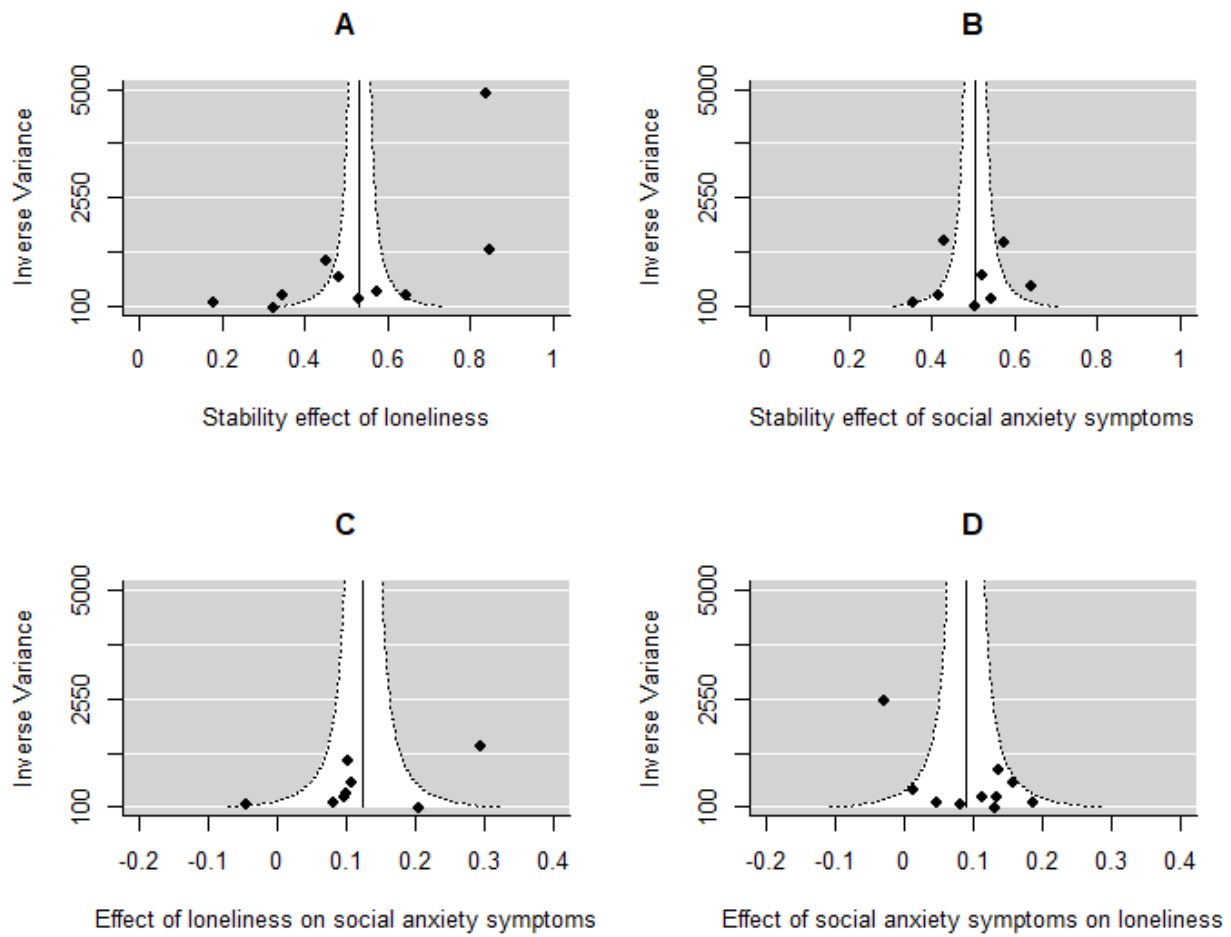 A
Inverse Variance
5000
2550
100
0 0.2 0.4 0.6 0.8 1
Stability effect of loneliness
B
Inverse Variance
5000
2550
100
0 0.2 0.4 0.6 0.8 1
Stability effect of social anxiety symptoms
C
Inverse Variance
5000
2550
100
-0.2 -0.1 0 0.1 0.2 0.3 0.4
Effect of loneliness on social anxiety symptoms
D
Inverse Variance
5000
2550
100
-0.2 -0.1 0 0.1 0.2 0.3 0.4
Effect of social anxiety symptoms on loneliness